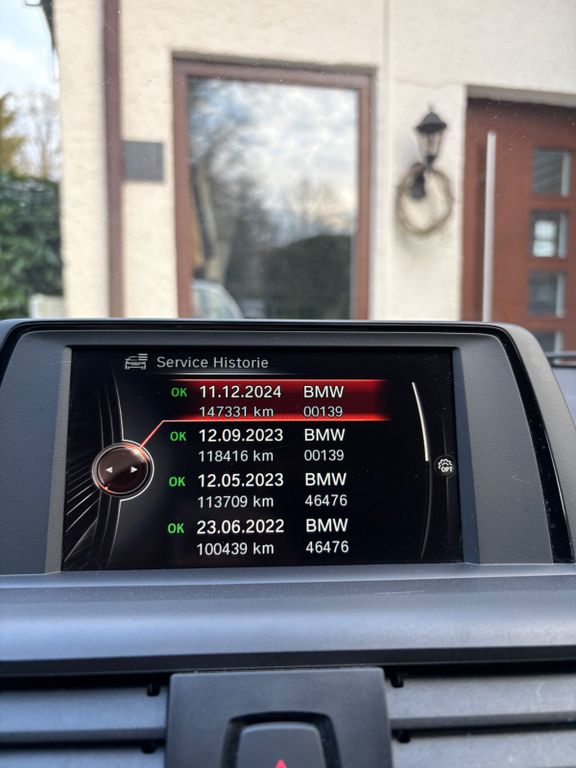 Service Historie
OK 11.12.2024 BMW
147331 km 00139
OK 12.09.2023 BMW
118416 km 00139
OK 12.05.2023 BMW
113709 km 46476
OK 23.06.2022 BMW
100439 km 46476
OPT